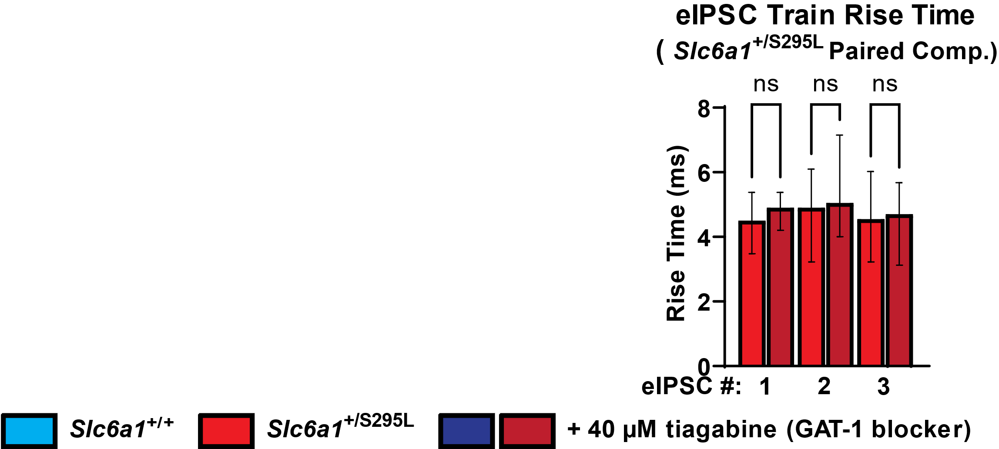 eIPSC Train Rise Time
( Slc6a1+/S295L Paired Comp.)
ns ns ns
8
6
4
2
0
Rise Time (ms)
eIPSC #: 1 2 3
Slc6a1+/+ Slc6a1+/S295L + 40 µM tiagabine (GAT-1 blocker)